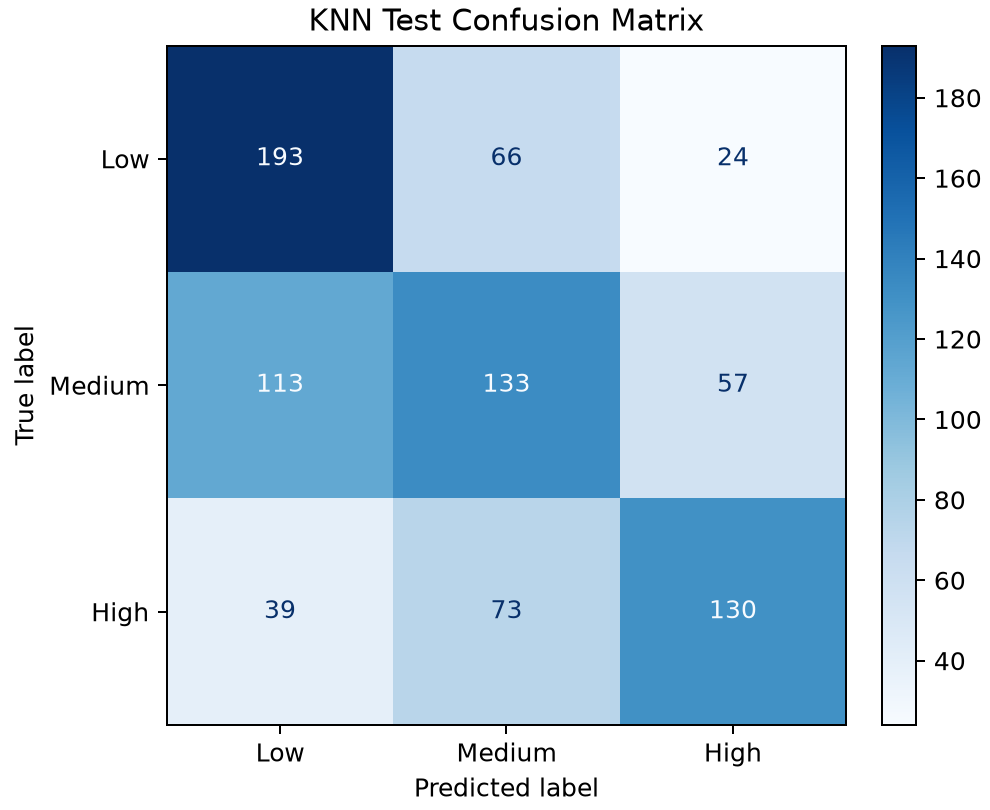 KNN Test Confusion Matrix
True label
Low 193 66 24
Medium 113 133 57
High 39 73 130
Low Medium High
Predicted label
180
160
140
120
100
80
60
40